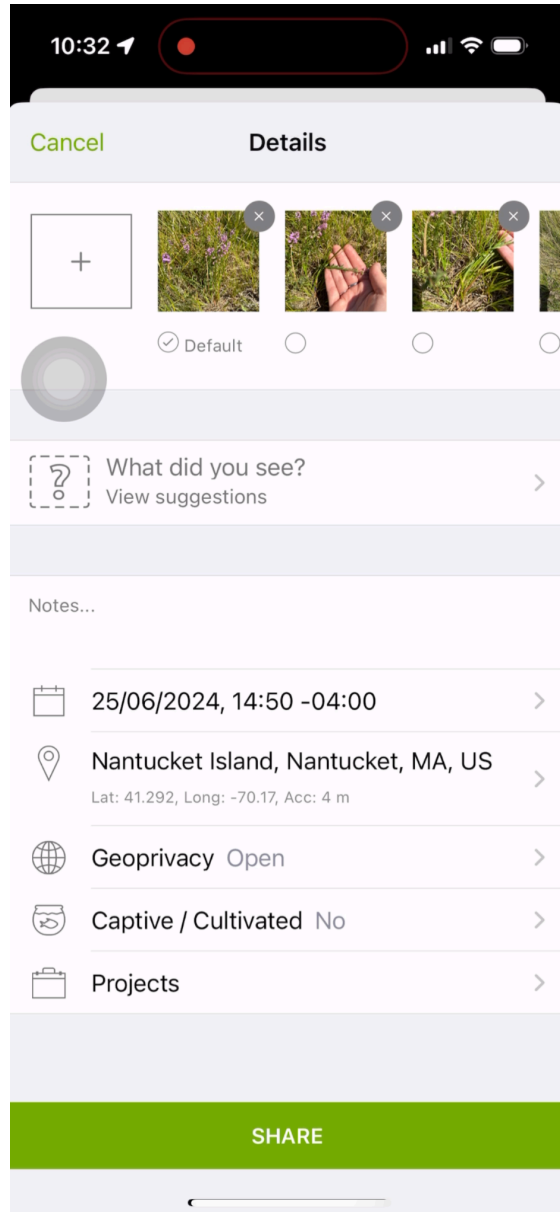 10:32
Cancel
Details
Default
What did you see?
View suggestions
Notes...
25/06/2024, 14:50 -04:00
Nantucket Island, Nantucket, MA, US
Lat: 41.292, Long: -70.17, Acc: 4 m
Geoprivacy Open
Captive / Cultivated No
Projects
SHARE